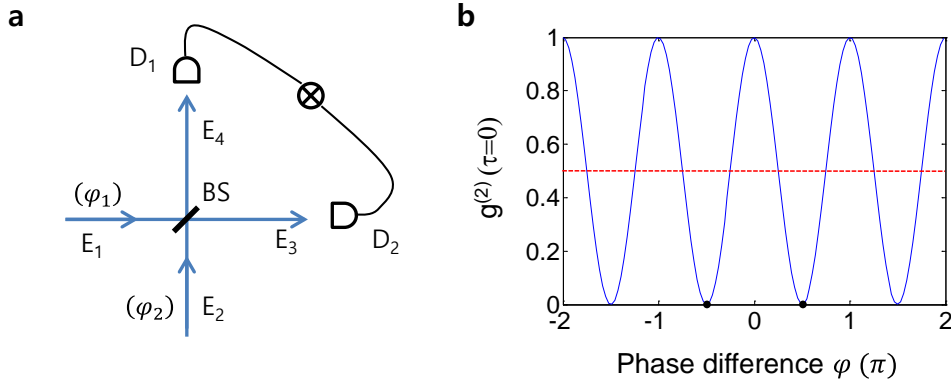 a
D₁
E₄
(φ₁)
BS
E₁
E₃
D₂
(φ₂)
E₂
b
g⁽²⁾ (τ=0)
1
0.8
0.6
0.4
0.2
0
-2
-1
0
1
2
Phase difference φ (π)